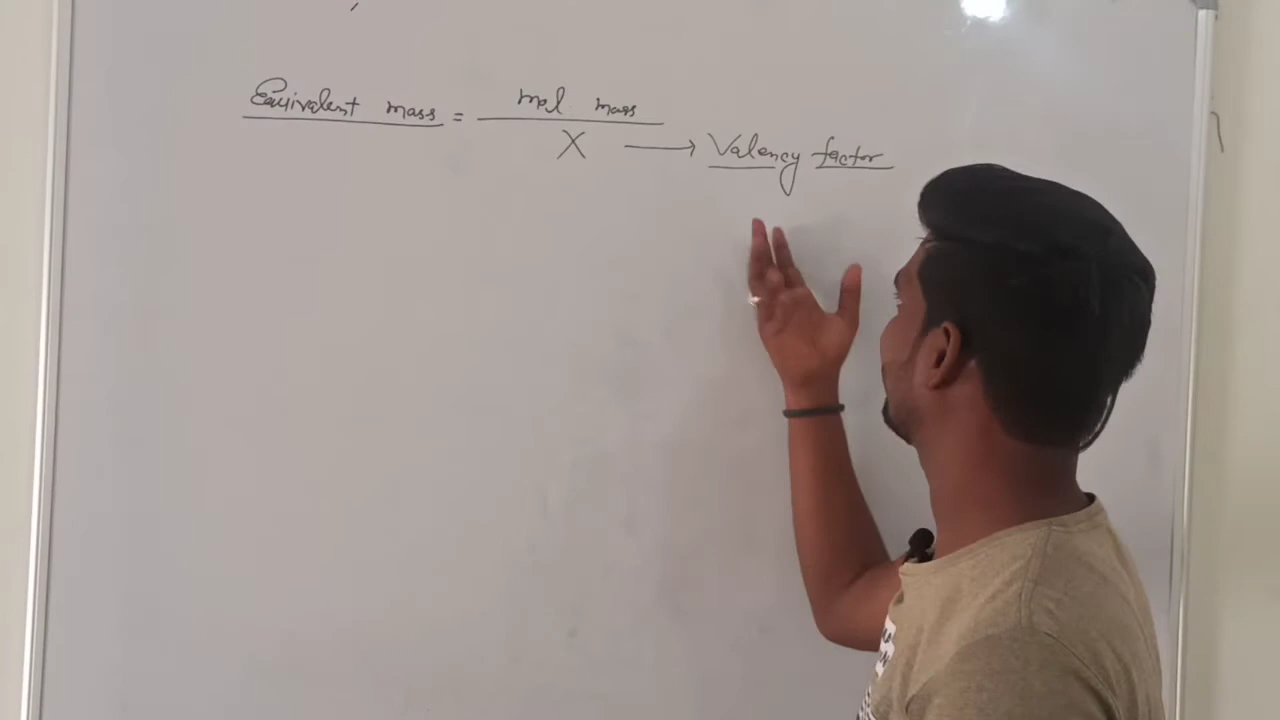 Equivalent mass = mol. mass
X → Valency factor